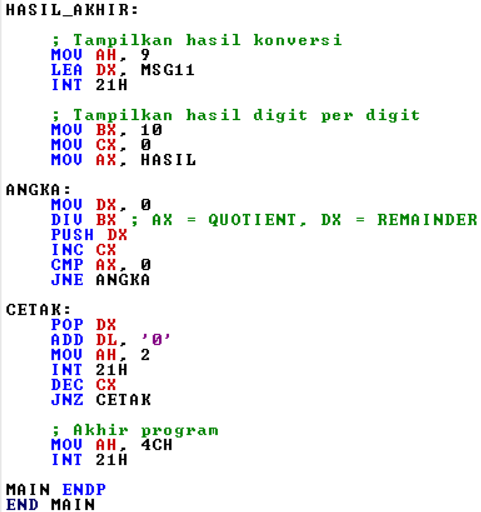 HASIL_AKHIR:
; Tampilkan hasil konversi
MOV AH, 9
LEA DX, MSG11
INT 21H
; Tampilkan hasil digit per digit
MOV BX, 10
MOV CX, 0
MOV AX, HASIL
ANGKA:
MOV DX, 0
DIV BX ; AX = QUOTIENT, DX = REMAINDER
PUSH DX
INC CX
CMP AX, 0
JNE ANGKA
CETAK:
POP DX
ADD DL, '0'
MOV AH, 2
INT 21H
DEC CX
JNZ CETAK
; Akhir program
MOV AH, 4CH
INT 21H
MAIN ENDP
END MAIN